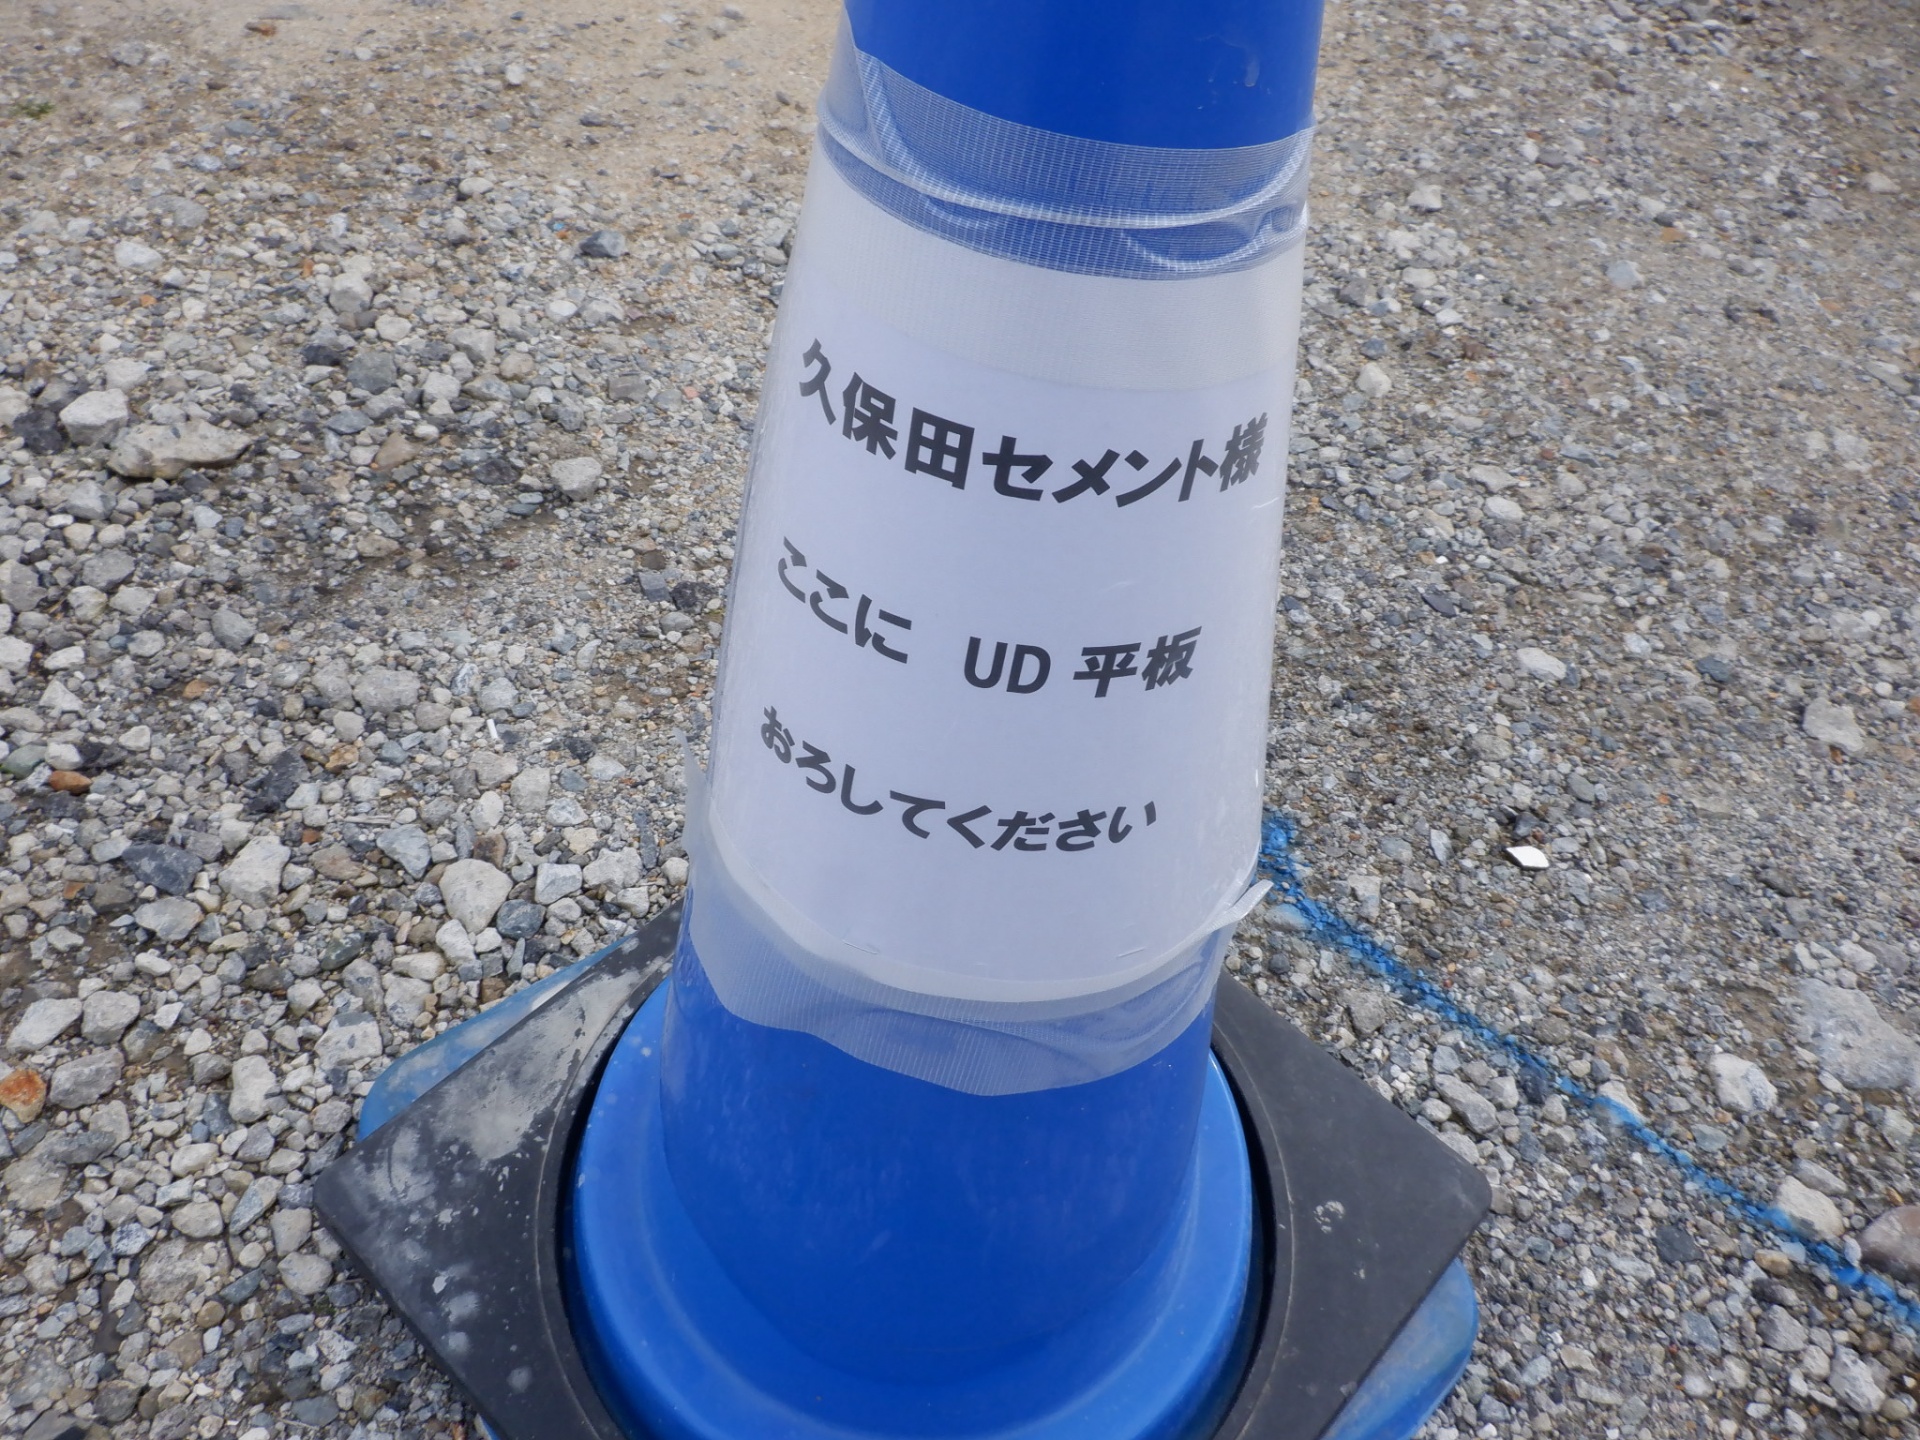 久保田セメント様
ここに　UD 平板
おろしてください